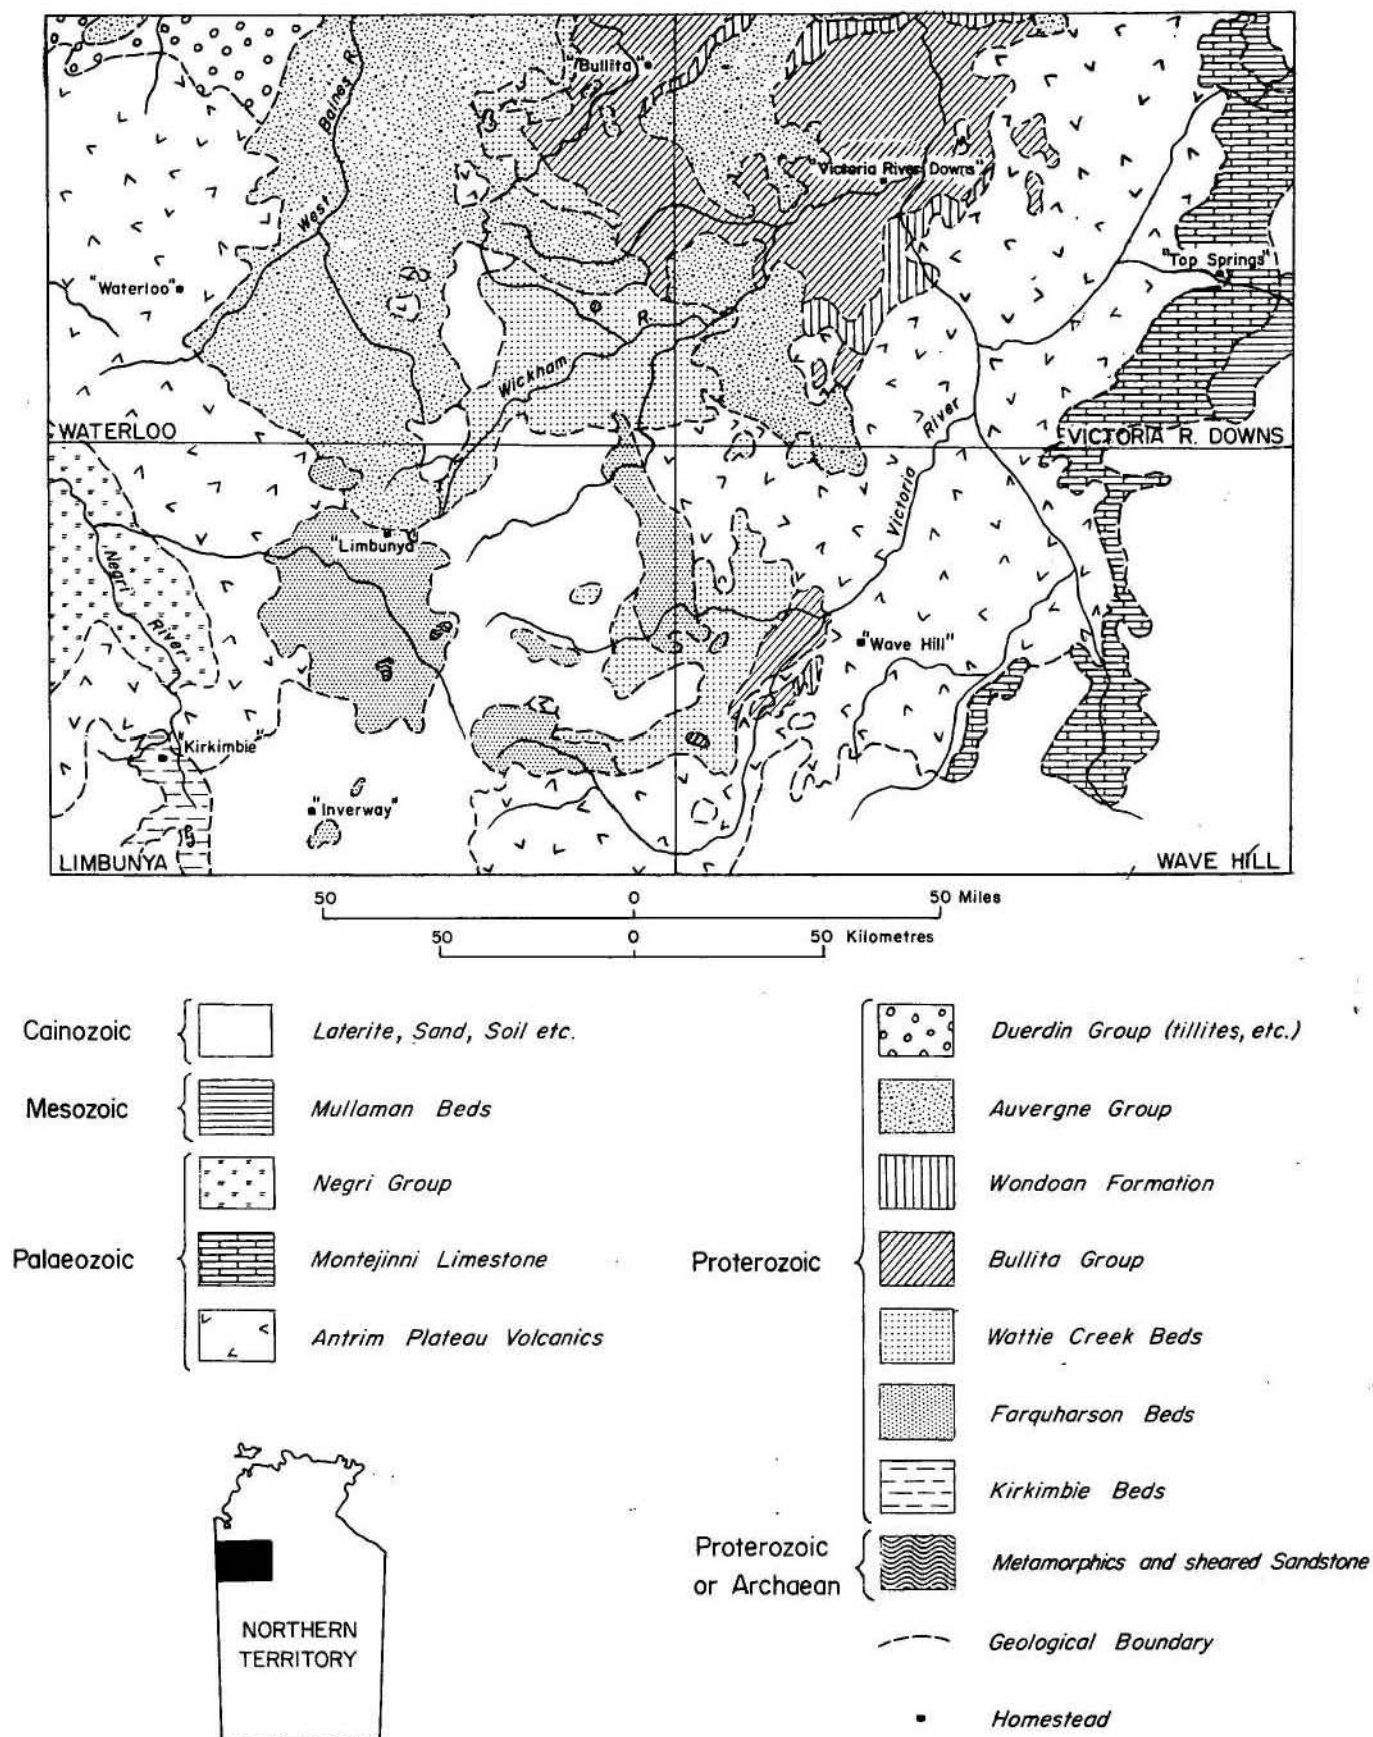 "Bullita"
Baines R.
West
"Victoria River Downs"
"Top Springs"
"Waterloo"
R.
Wickham
WATERLOO
VICTORIA R. DOWNS
River
Victoria
"Limbunya"
Negri
River
"Wave Hill"
"Kirkimbie"
"Inverway"
LIMBUNYA
WAVE HILL
50 0 50 Miles
50 0 50 Kilometres
Cainozoic
Laterite, Sand, Soil etc.
Mesozoic
Mullaman Beds
Palaeozoic
Negri Group
Montejinni Limestone
Antrim Plateau Volcanics
Proterozoic
Duerdin Group (tillites, etc.)
Auvergne Group
Wondoan Formation
Bullita Group
Wattie Creek Beds
Farquharson Beds
Kirkimbie Beds
Proterozoic
or Archaean
Metamorphics and sheared Sandstone
Geological Boundary
Homestead
NORTHERN
TERRITORY